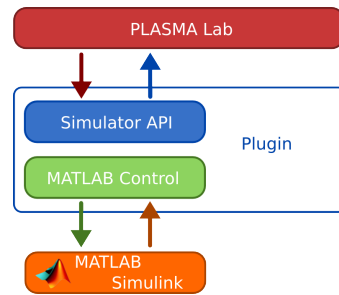 PLASMA Lab
Simulator API
Plugin
MATLAB Control
MATLAB
Simulink